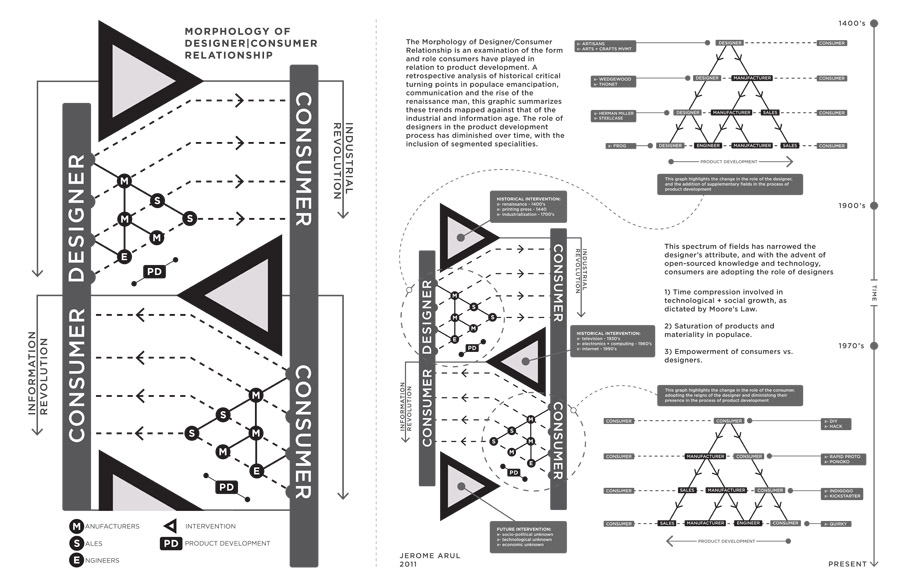 MORPHOLOGY OF
DESIGNER|CONSUMER
RELATIONSHIP
DESIGNER
CONSUMER
INDUSTRIAL
REVOLUTION
M
S
M
S
M
E
PD
INFORMATION
REVOLUTION
CONSUMER
CONSUMER
M
S
S
M
M
E
PD
M ANUFACTURERS
S ALES
E NGINEERS
INTERVENTION
PD PRODUCT DEVELOPMENT
The Morphology of Designer/Consumer
Relationship is an examination of the form
and role consumers have played in
relation to product development. A
retrospective analysis of historical critical
turning points in populace emancipation,
communication and the rise of the
renaissance man, this graphic summarizes
these trends mapped against that of the
industrial and information age. The role of
designers in the product development
process has diminished over time, with the
inclusion of segmented specialities.
HISTORICAL INTERVENTION:
x- renaissance - 1400's
x- printing press - 1440
x- industrialization - 1700's
DESIGNER
CONSUMER
INDUSTRIAL
REVOLUTION
M
S
M
S
M
E
PD
HISTORICAL INTERVENTION:
x- television - 1930's
x- electronics + computing - 1960's
x- internet - 1990's
INFORMATION
REVOLUTION
CONSUMER
CONSUMER
M
S
S
M
M
E
PD
FUTURE INTERVENTION:
x- socio-political unknown
x- technological unknown
x- economic unknown
JEROME ARUL
2011
x- ARTISANS
x- ARTS + CRAFTS MVMT
DESIGNER
CONSUMER
x- WEDGEWOOD
x- THONET
DESIGNER
MANUFACTURER
CONSUMER
x- HERMAN MILLER
x- STEELCASE
DESIGNER
MANUFACTURER
SALES
CONSUMER
x- FROG
DESIGNER
ENGINEER
MANUFACTURER
SALES
CONSUMER
PRODUCT DEVELOPMENT
This graph highlights the change in the role of the designer,
and the addition of supplementary fields in the process of
product development
This spectrum of fields has narrowed the
designer's attribute, and with the advent of
open-sourced knowledge and technology,
consumers are adopting the role of designers
1) Time compression involved in
technological + social growth, as
dictated by Moore's Law.
2) Saturation of products and
materiality in populace.
3) Empowerment of consumers vs.
designers.
This graph highlights the change in the role of the consumer,
adopting the reigns of the designer and diminishing their
presence in the process of product development
CONSUMER
CONSUMER
x- DIY
x- HACK
CONSUMER
MANUFACTURER
CONSUMER
x- RAPID PROTO
x- PONOKO
CONSUMER
SALES
MANUFACTURER
CONSUMER
x- INDIGOGO
x- KICKSTARTER
CONSUMER
SALES
MANUFACTURER
ENGINEER
CONSUMER
x- QUIRKY
PRODUCT DEVELOPMENT
1400's
1900's
TIME
1970's
PRESENT